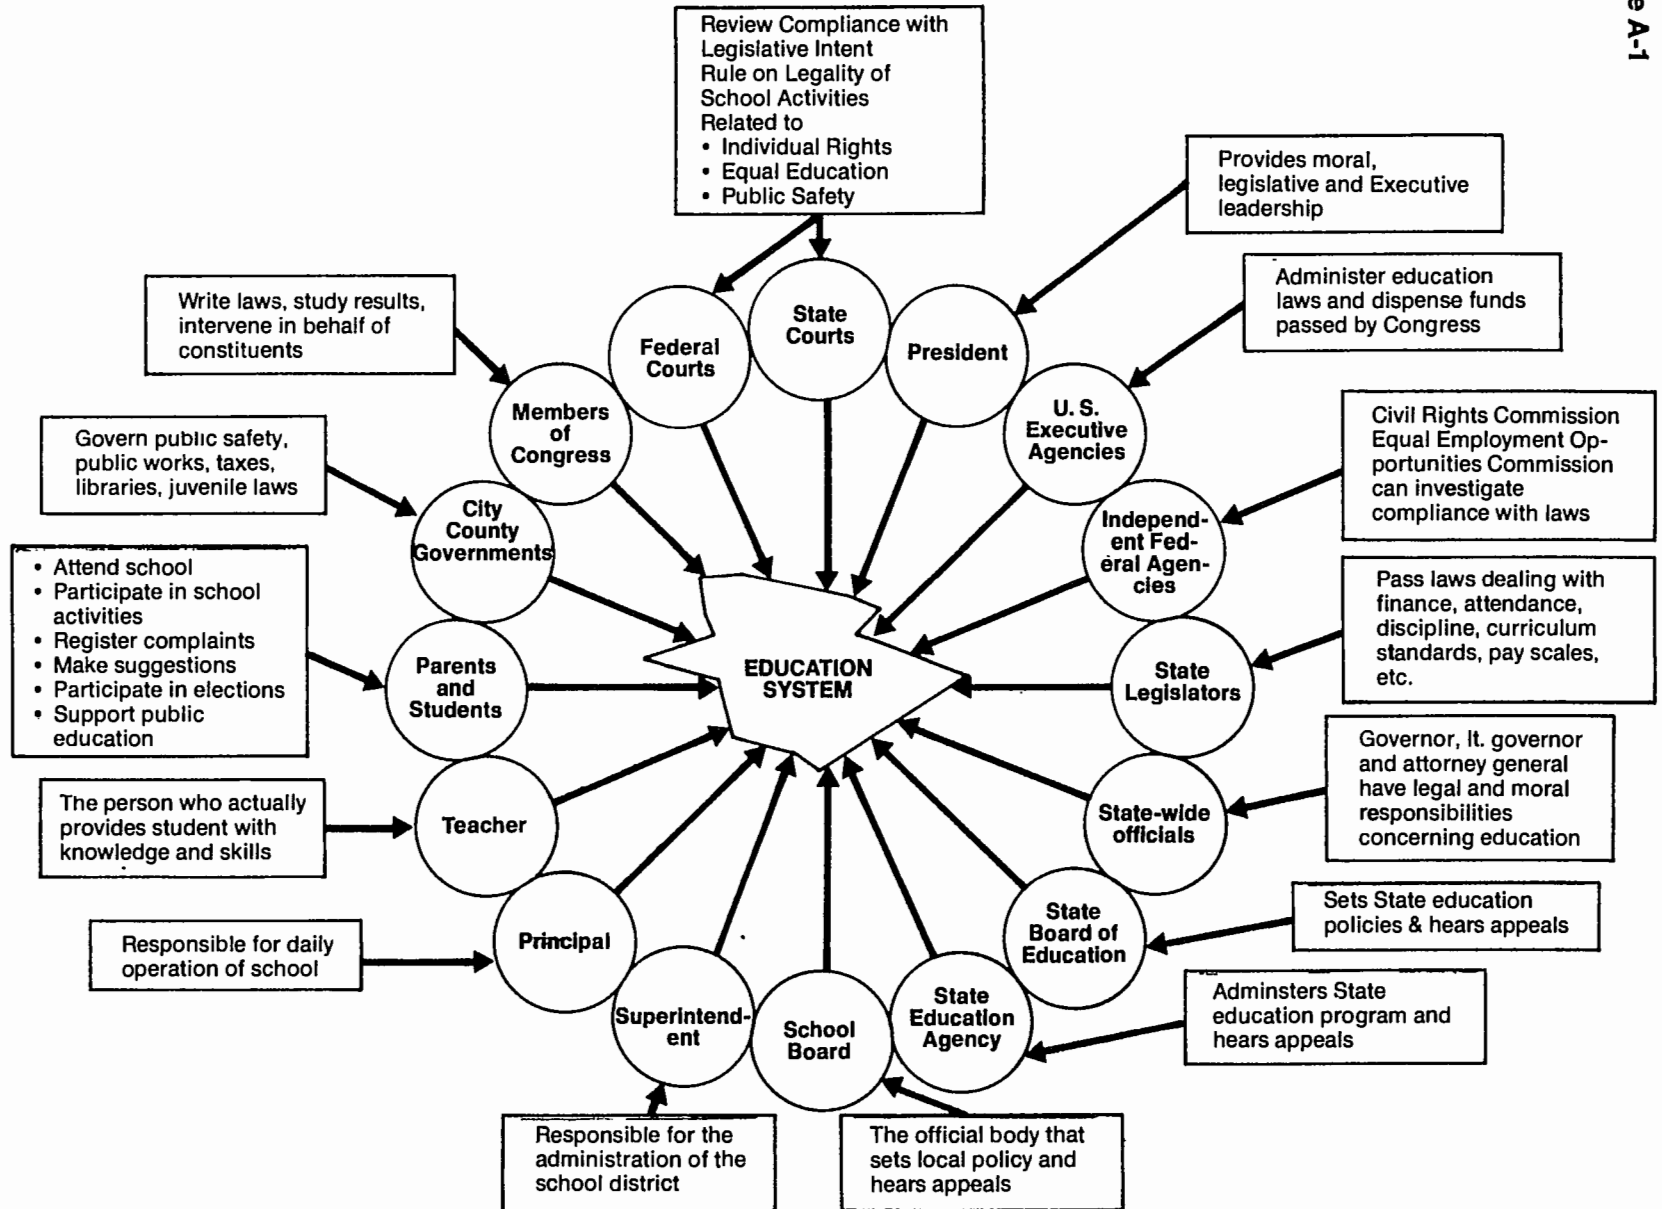 e A-1
Review Compliance with
Legislative Intent
Rule on Legality of
School Activities
Related to
• Individual Rights
• Equal Education
• Public Safety
Provides moral,
legislative and Executive
leadership
Administer education
laws and dispense funds
passed by Congress
Civil Rights Commission
Equal Employment Op-
portunities Commission
can investigate
compliance with laws
Pass laws dealing with
finance, attendance,
discipline, curriculum
standards, pay scales,
etc.
Governor, lt. governor
and attorney general
have legal and moral
responsibilities
concerning education
Sets State education
policies & hears appeals
Adminsters State
education program and
hears appeals
The official body that
sets local policy and
hears appeals
Responsible for the
administration of the
school district
Responsible for daily
operation of school
The person who actually
provides student with
knowledge and skills
• Attend school
• Participate in school
activities
• Register complaints
• Make suggestions
• Participate in elections
• Support public
education
Govern public safety,
public works, taxes,
libraries, juvenile laws
Write laws, study results,
intervene in behalf of
constituents
Federal
Courts
State
Courts
President
U. S.
Executive
Agencies
Independ-
ent Fed-
eral Agen-
cies
State
Legislators
State-wide
officials
State
Board of
Education
State
Education
Agency
School
Board
Superintend-
ent
Principal
Teacher
Parents
and
Students
City
County
Governments
Members
of
Congress
EDUCATION
SYSTEM